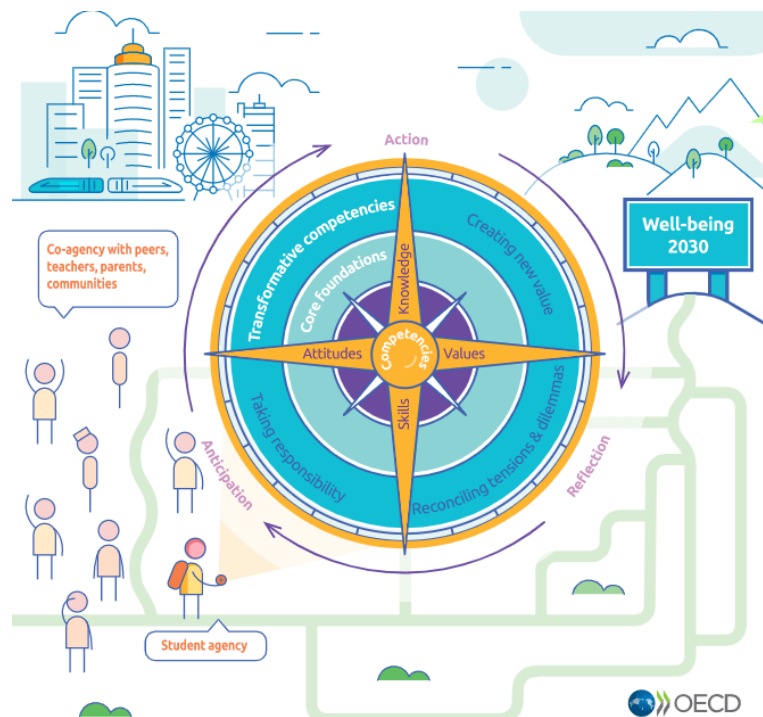 Action
Transformative competencies
Creating new value
Core foundations
Knowledge
Well-being
2030
Co-agency with peers,
teachers, parents,
communities
Attitudes
Competencies
Values
Skills
Taking responsibility
Reconciling tensions & dilemmas
Anticipation
Reflection
Student agency
OECD